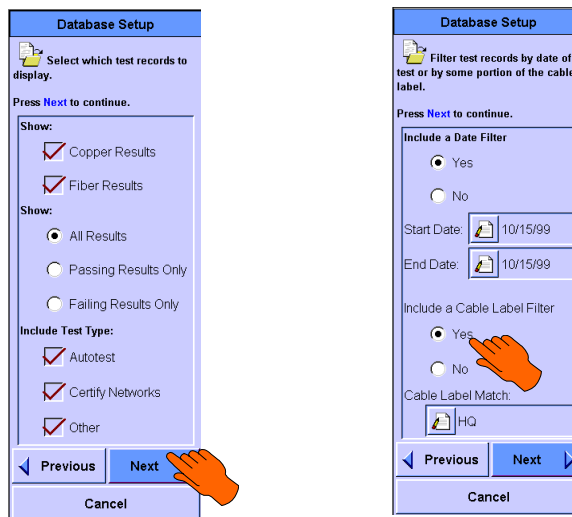 Database Setup
Select which test records to
display.
Press Next to continue.
Show:
Copper Results
Fiber Results
Show:
All Results
Passing Results Only
Failing Results Only
Include Test Type:
Autotest
Certify Networks
Other
Previous
Next
Cancel
Database Setup
Filter test records by date of
test or by some portion of the cable
label.
Press Next to continue.
Include a Date Filter
Yes
No
Start Date: 10/15/99
End Date: 10/15/99
Include a Cable Label Filter
Yes
No
Cable Label Match:
HQ
Previous
Next
Cancel